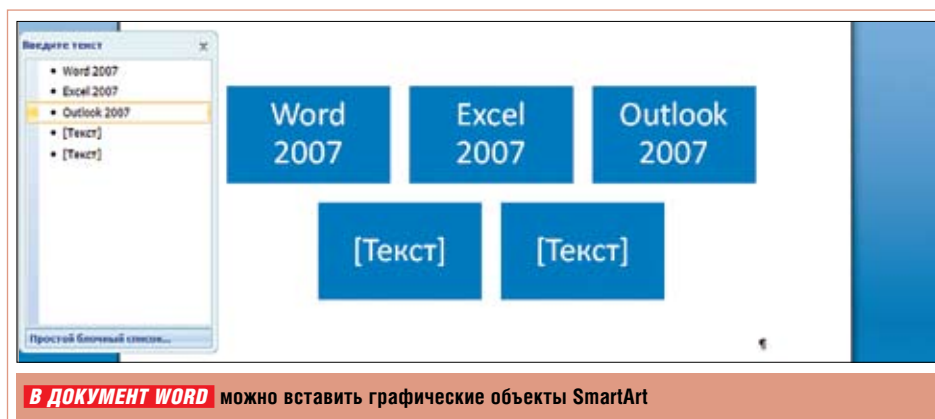 Введите текст x
• Word 2007
• Excel 2007
• Outlook 2007
• [Текст]
• [Текст]
Простой блочный список...
Word
2007
Excel
2007
Outlook
2007
[Текст]
[Текст]
¶
В ДОКУМЕНТ WORD можно вставить графические объекты SmartArt